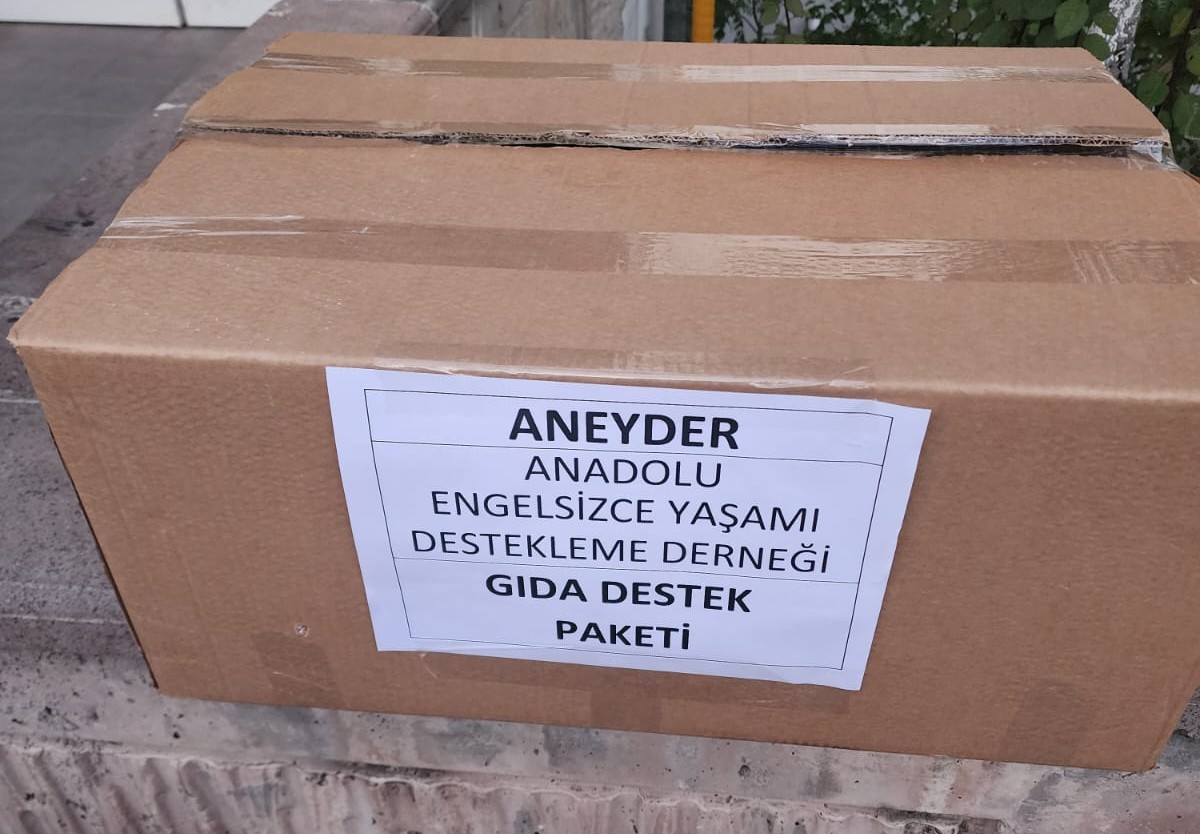 ANEYDER
ANADOLU
ENGELSİZCE YAŞAMI
DESTEKLEME DERNEĞİ
GIDA DESTEK
PAKETİ